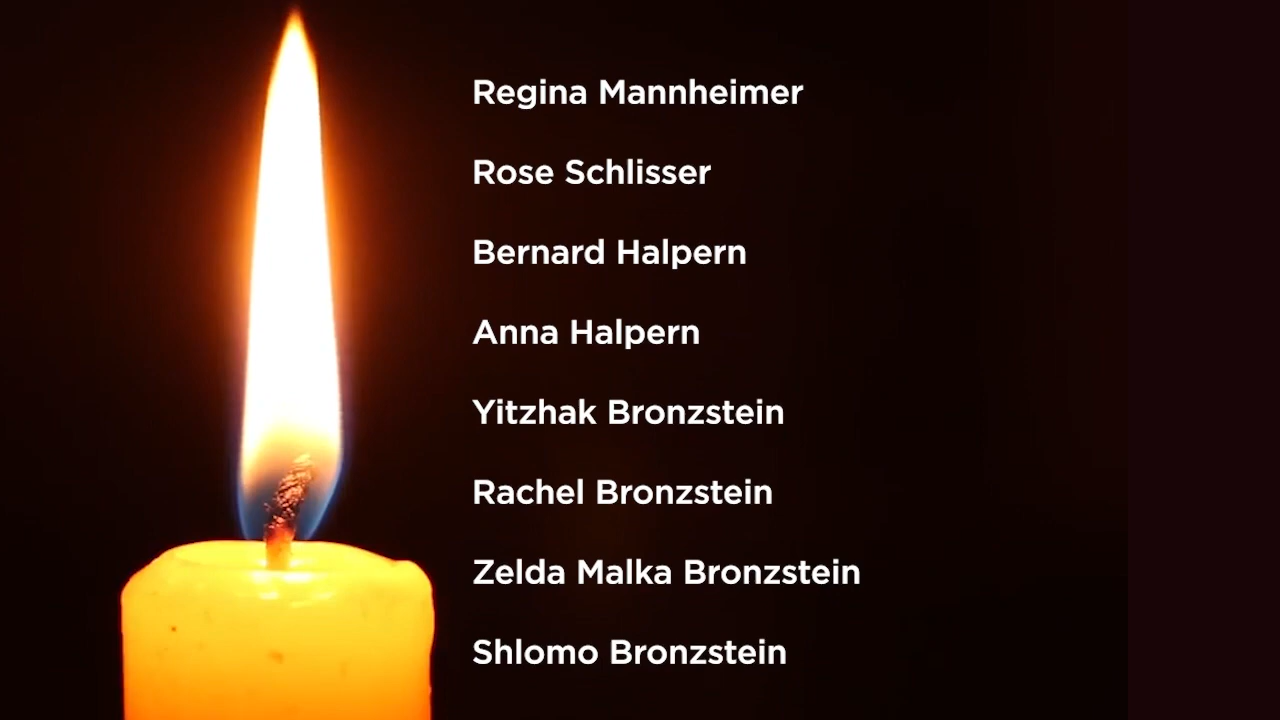 Regina Mannheimer
Rose Schlisser
Bernard Halpern
Anna Halpern
Yitzhak Bronzstein
Rachel Bronzstein
Zelda Malka Bronzstein
Shlomo Bronzstein